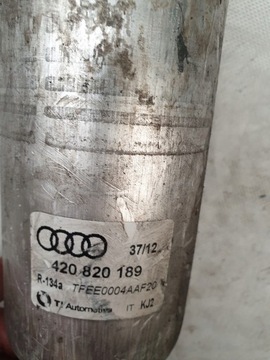 37/12
420 820 189
R-134a TFEE0004AAF20
TI Automotive IT KJ2